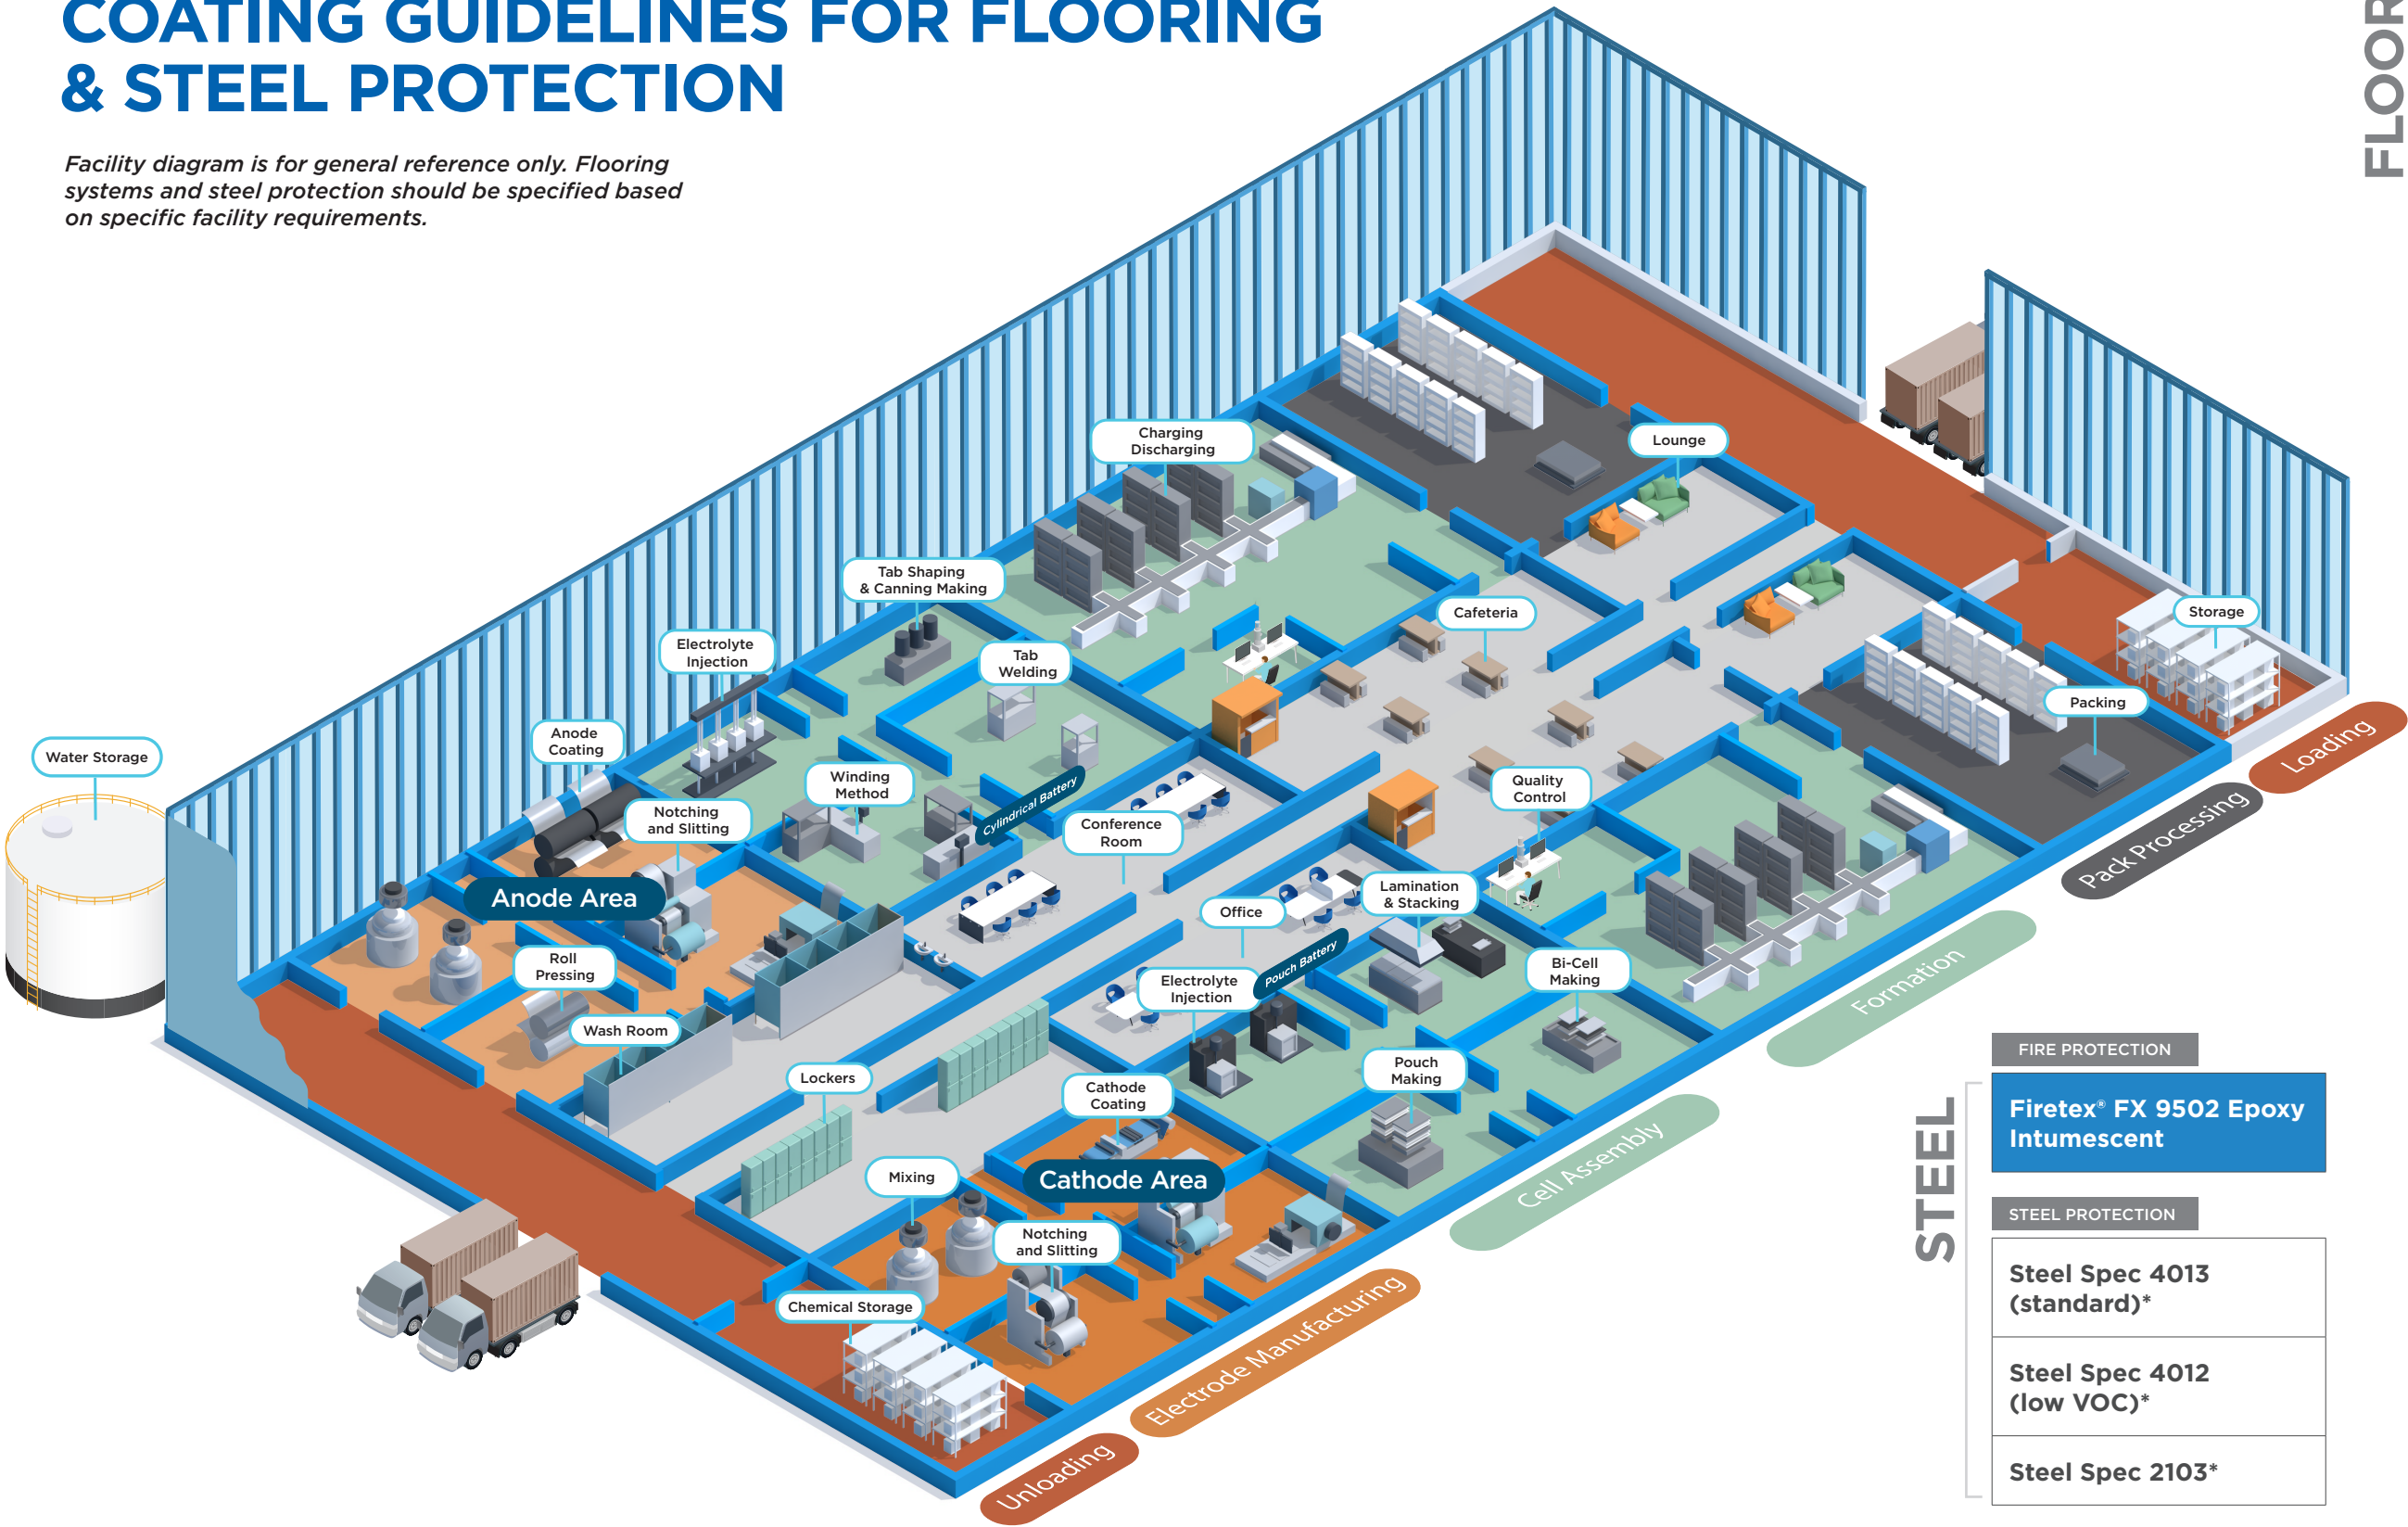 COATING GUIDELINES FOR FLOORING
& STEEL PROTECTION
Facility diagram is for general reference only. Flooring
systems and steel protection should be specified based
on specific facility requirements.
FLOOR
Charging
Discharging
Lounge
Tab Shaping
& Canning Making
Cafeteria
Storage
Electrolyte
Injection
Tab
Welding
Packing
Anode
Coating
Water Storage
Winding
Method
Quality
Control
Loading
Notching
and Slitting
Cylindrical Battery
Conference
Room
Pack Processing
Anode Area
Lamination
& Stacking
Office
Roll
Pressing
Electrolyte
Injection
Pouch Battery
Bi-Cell
Making
Formation
Wash Room
Lockers
Cathode
Coating
Pouch
Making
Cell Assembly
Mixing
Cathode Area
Notching
and Slitting
Chemical Storage
Electrode Manufacturing
Unloading
STEEL
FIRE PROTECTION
Firetex® FX 9502 Epoxy
Intumescent
STEEL PROTECTION
Steel Spec 4013
(standard)*
Steel Spec 4012
(low VOC)*
Steel Spec 2103*